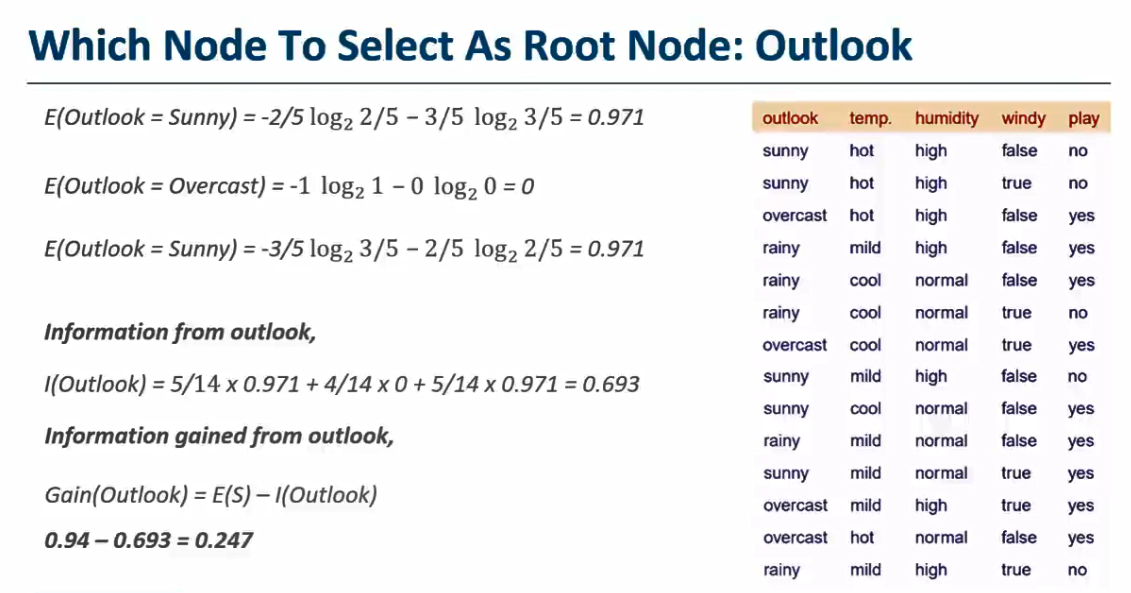 Which Node To Select As Root Node: Outlook
E(Outlook = Sunny) = -2/5 log₂ 2/5 − 3/5 log₂ 3/5 = 0.971
E(Outlook = Overcast) = -1 log₂ 1 − 0 log₂ 0 = 0
E(Outlook = Sunny) = -3/5 log₂ 3/5 − 2/5 log₂ 2/5 = 0.971
Information from outlook,
I(Outlook) = 5/14 x 0.971 + 4/14 x 0 + 5/14 x 0.971 = 0.693
Information gained from outlook,
Gain(Outlook) = E(S) – I(Outlook)
0.94 – 0.693 = 0.247
outlook temp. humidity windy play
sunny hot high false no
sunny hot high true no
overcast hot high false yes
rainy mild high false yes
rainy cool normal false yes
rainy cool normal true no
overcast cool normal true yes
sunny mild high false no
sunny cool normal false yes
rainy mild normal false yes
sunny mild normal true yes
overcast mild high true yes
overcast hot normal false yes
rainy mild high true no